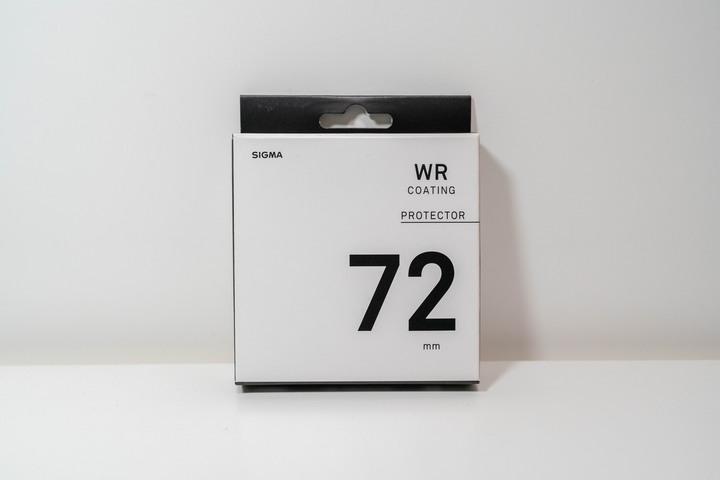 SIGMA
WR
COATING
PROTECTOR
72
mm